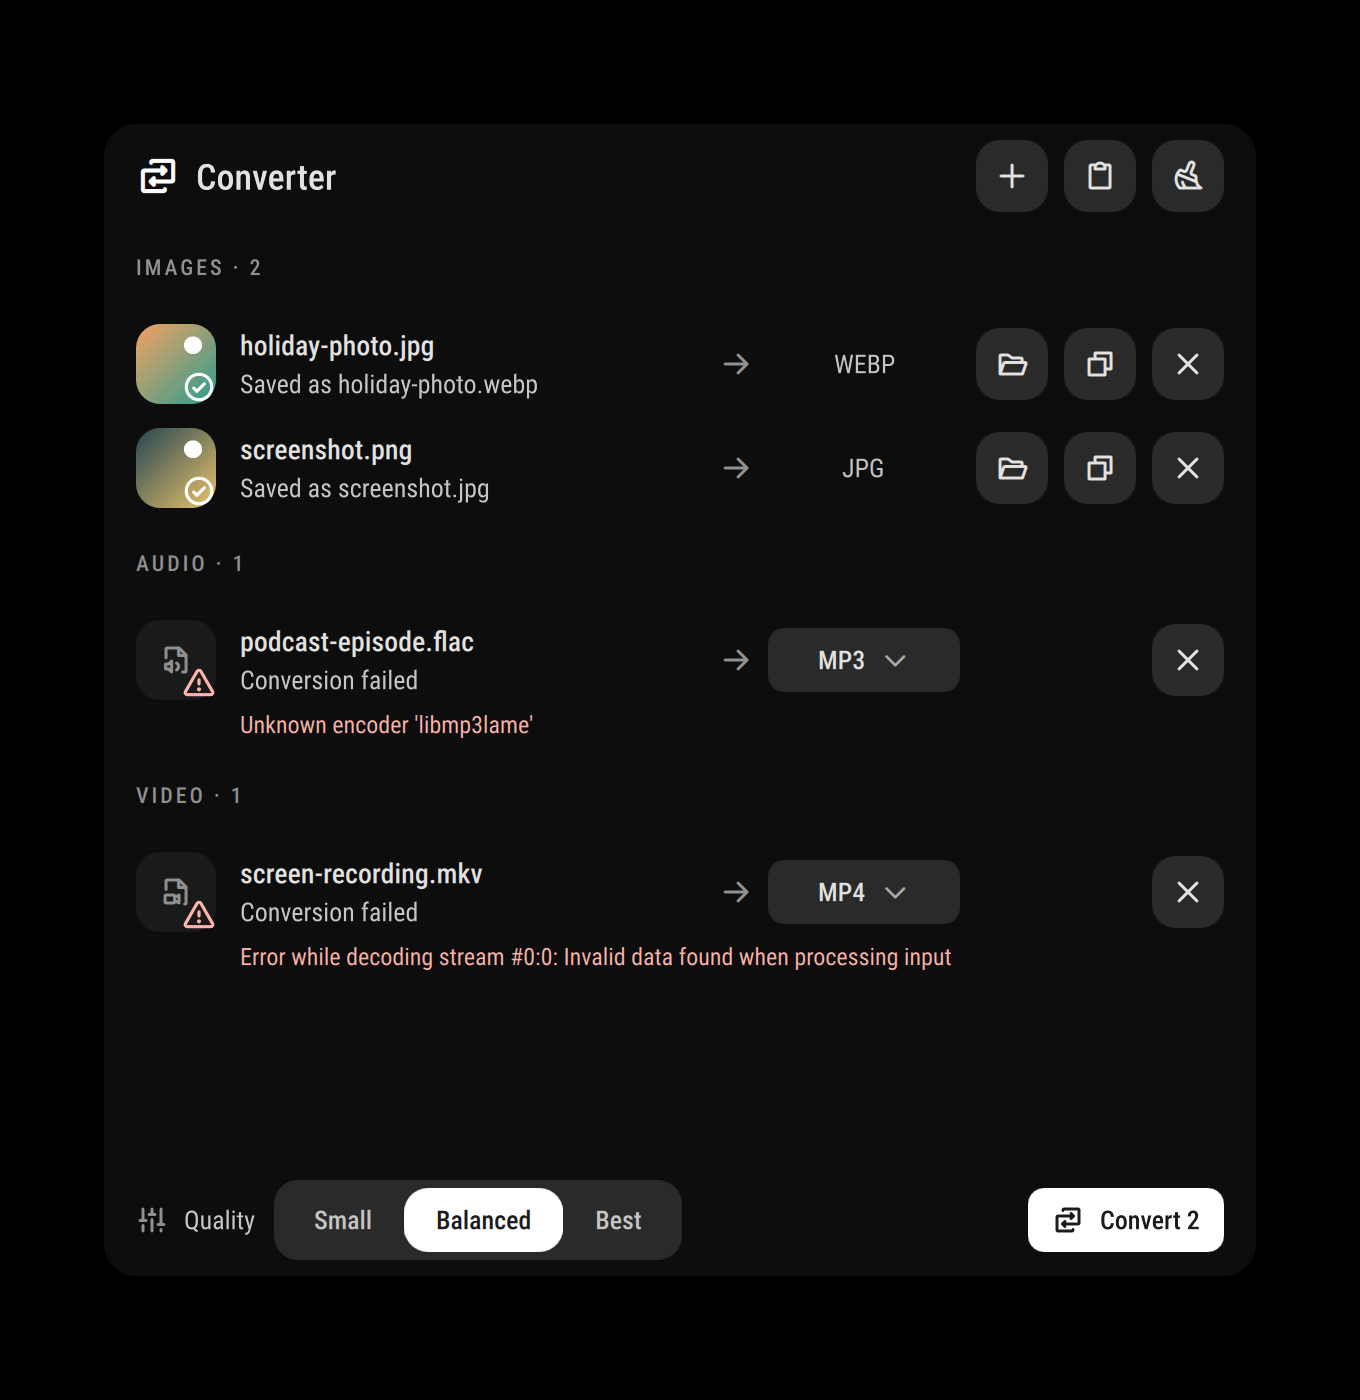 Converter
IMAGES · 2
holiday-photo.jpg
Saved as holiday-photo.webp
WEBP
screenshot.png
Saved as screenshot.jpg
JPG
AUDIO · 1
podcast-episode.flac
Conversion failed
Unknown encoder 'libmp3lame'
MP3
VIDEO · 1
screen-recording.mkv
Conversion failed
Error while decoding stream #0:0: Invalid data found when processing input
MP4
Quality
Small
Balanced
Best
Convert 2